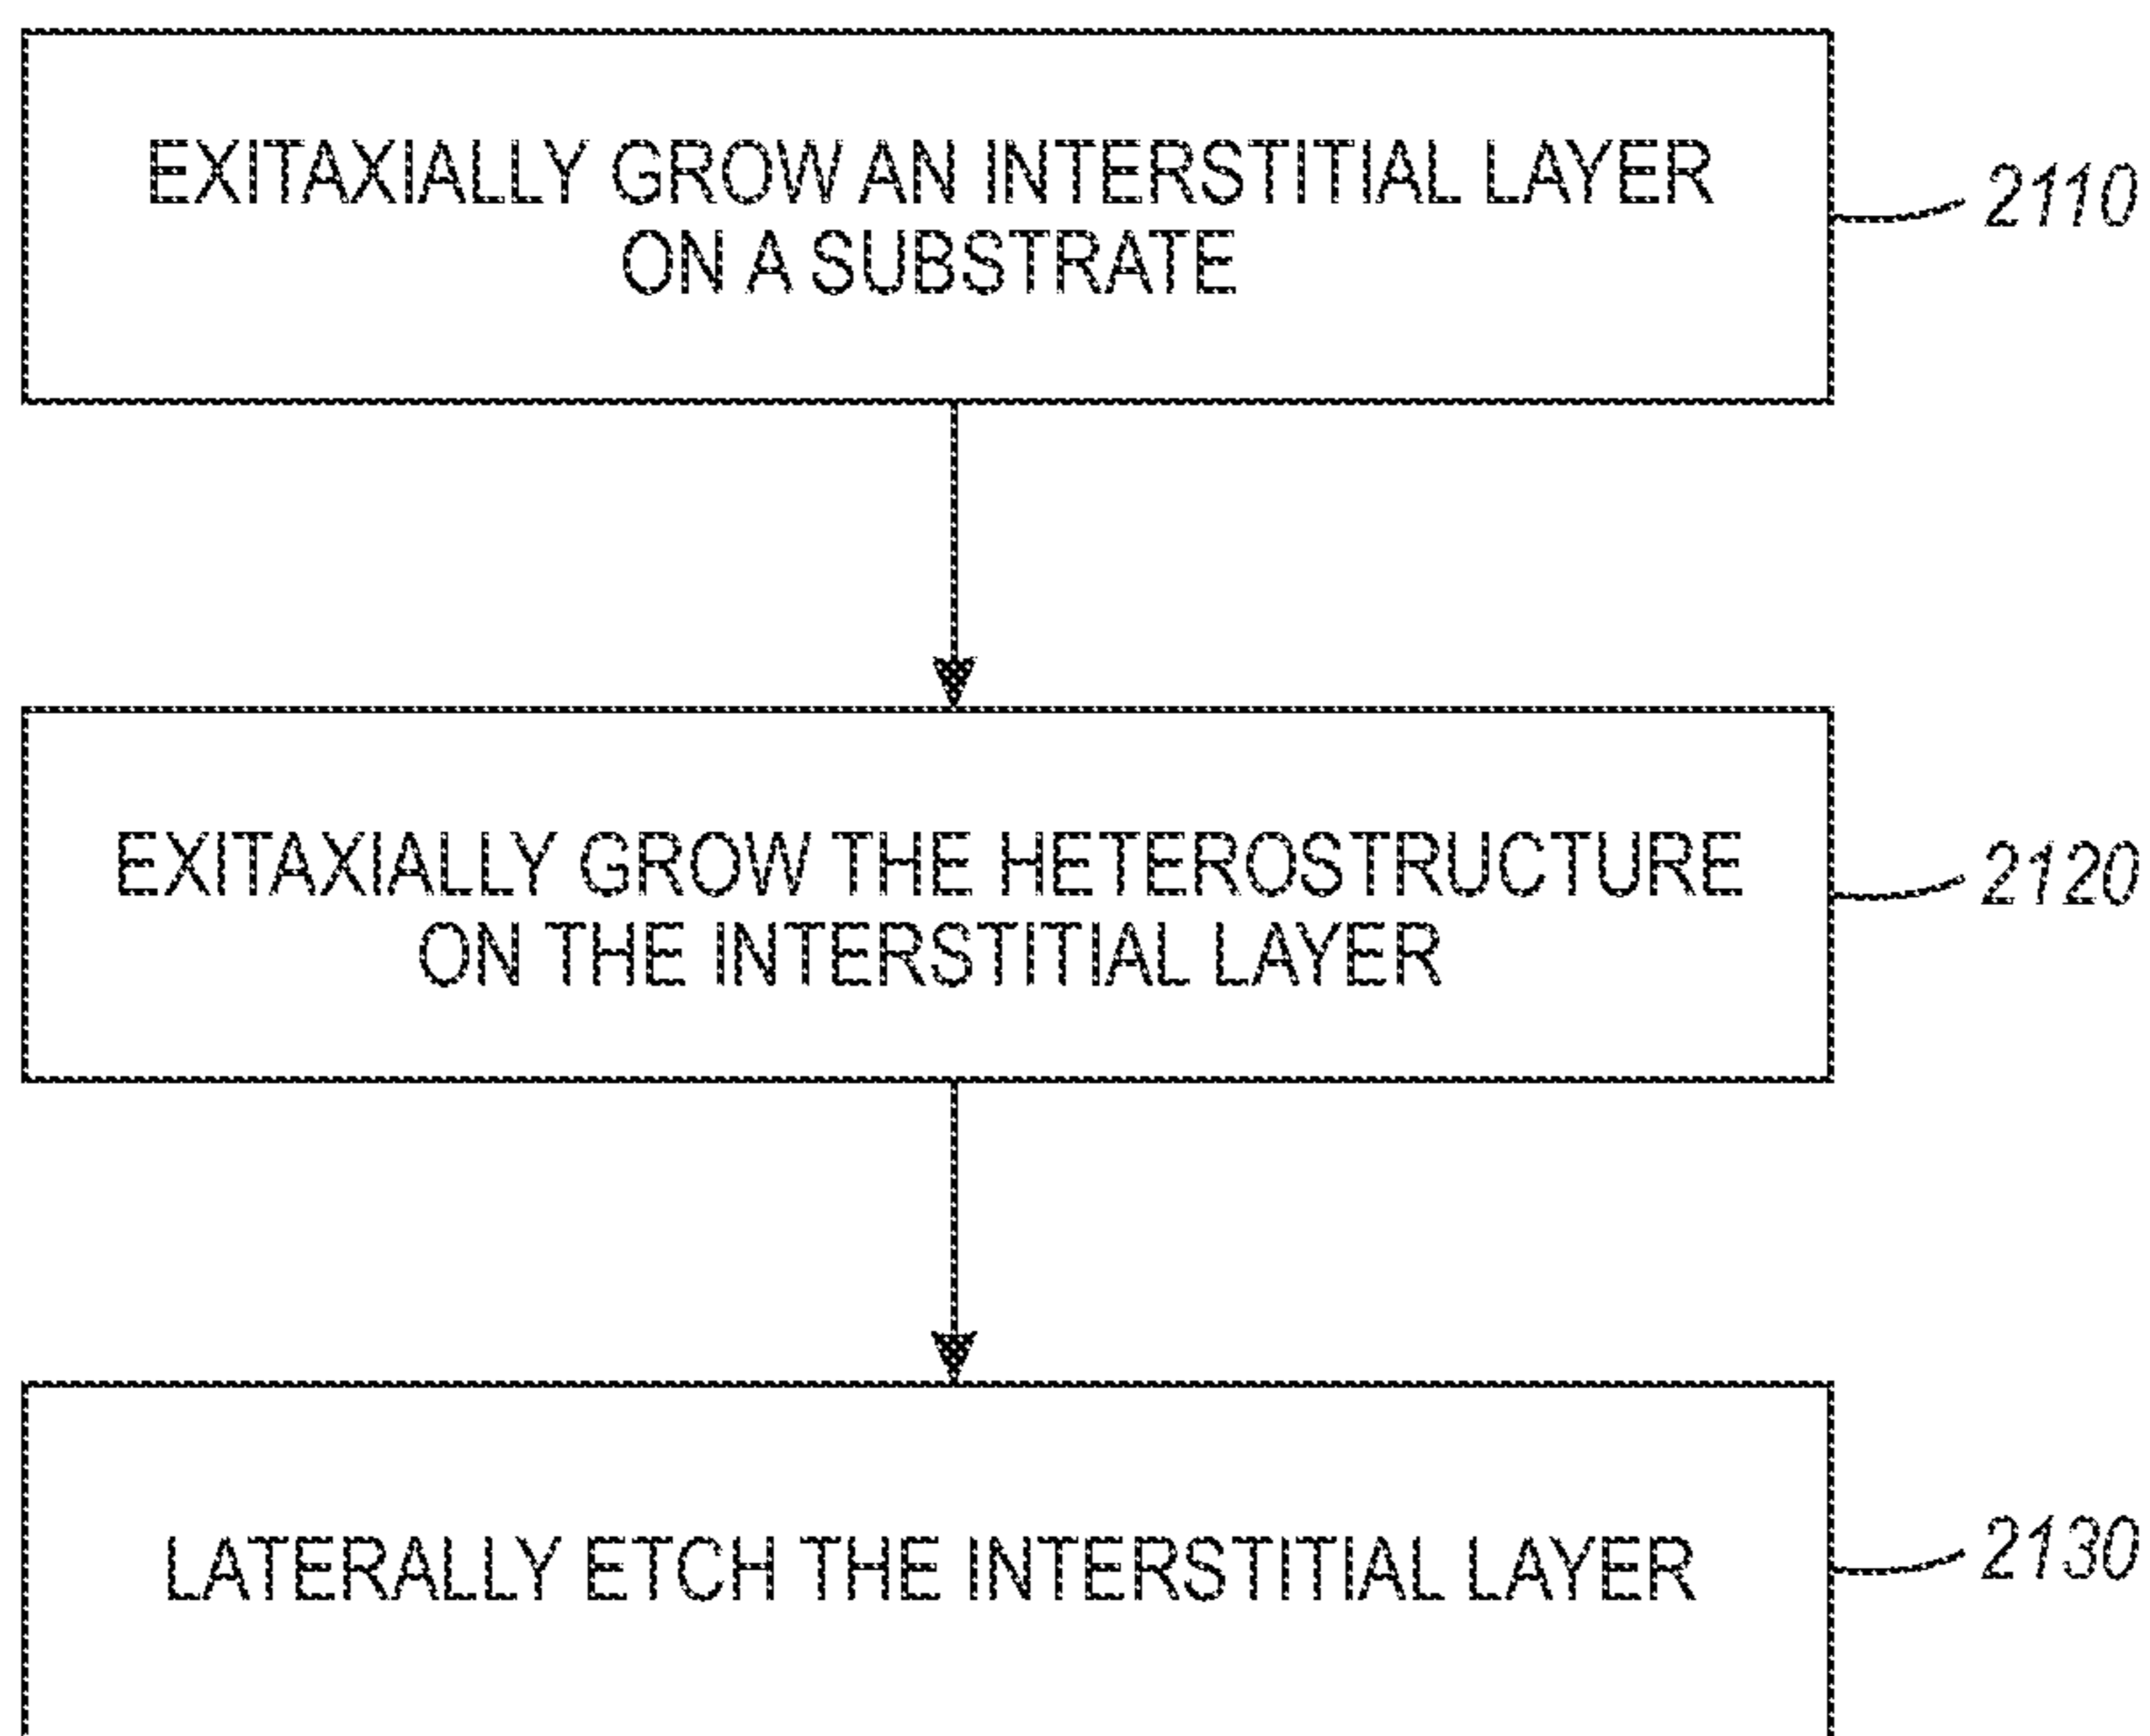 EXITAXIALLY GROW AN INTERSTITIAL LAYER
ON A SUBSTRATE
2110
EXITAXIALLY GROW THE HETEROSTRUCTURE
ON THE INTERSTITIAL LAYER
2120
LATERALLY ETCH THE INTERSTITIAL LAYER
2130